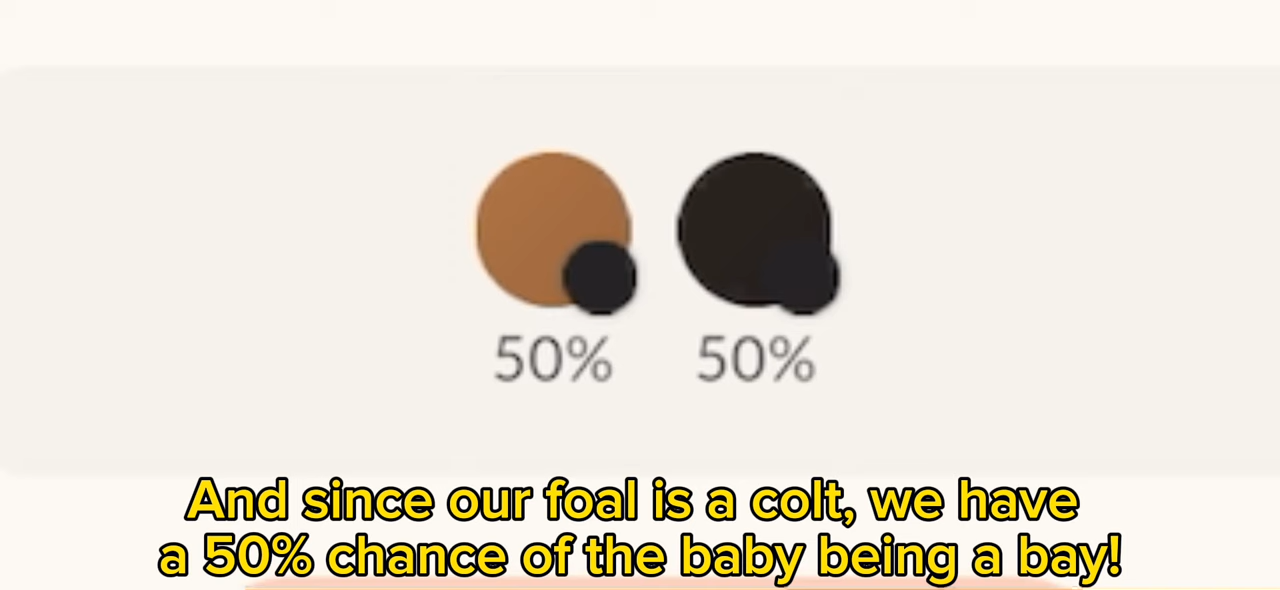 50% 50%
And since our foal is a colt, we have
a 50% chance of the baby being a bay!